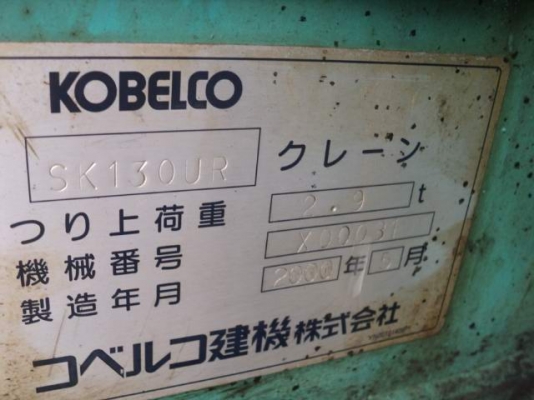 KOBELCO
SK130UR クレーン
つり上荷重 2.9 t
機械番号
製造年月 2000 年 月
コベルコ建機株式会社